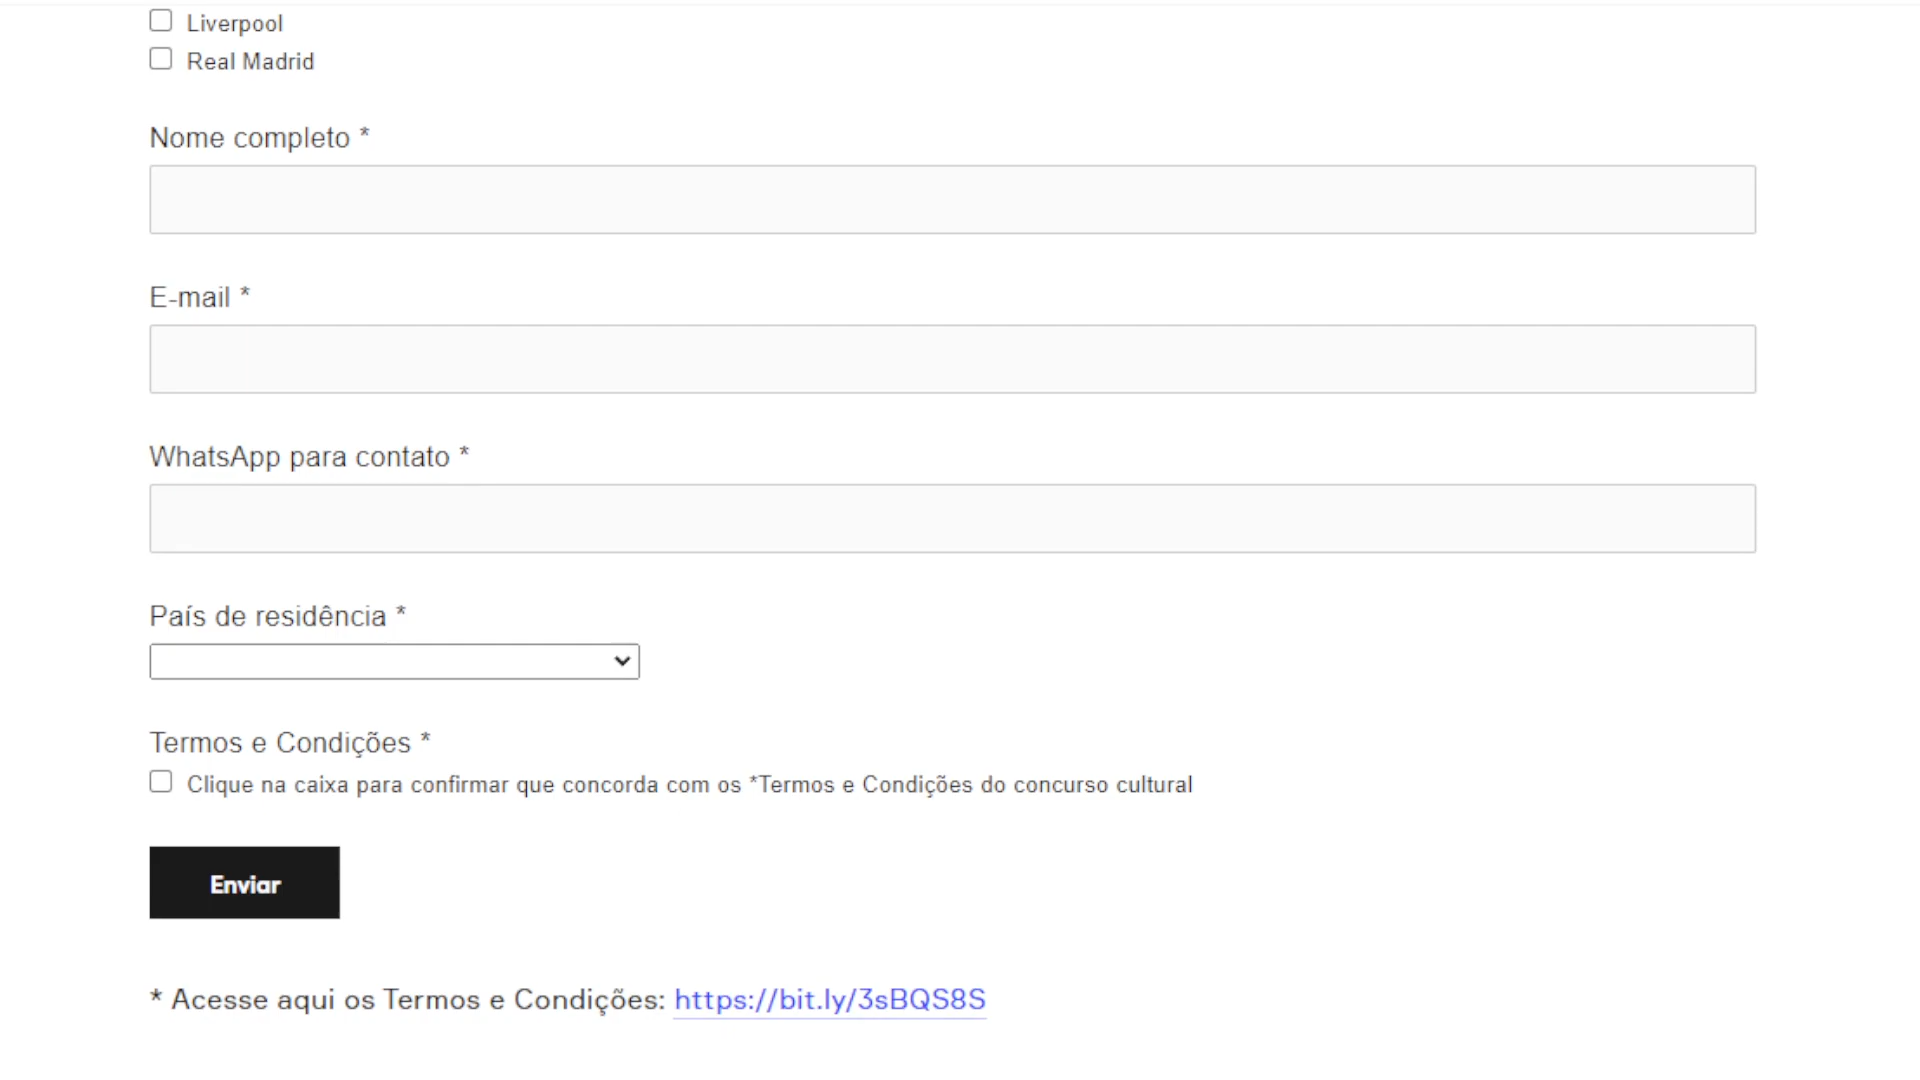 Liverpool
Real Madrid
Nome completo *
E-mail *
WhatsApp para contato *
País de residência *
Termos e Condições *
Clique na caixa para confirmar que concorda com os *Termos e Condições do concurso cultural
Enviar
* Acesse aqui os Termos e Condições: https://bit.ly/3sBQS8S